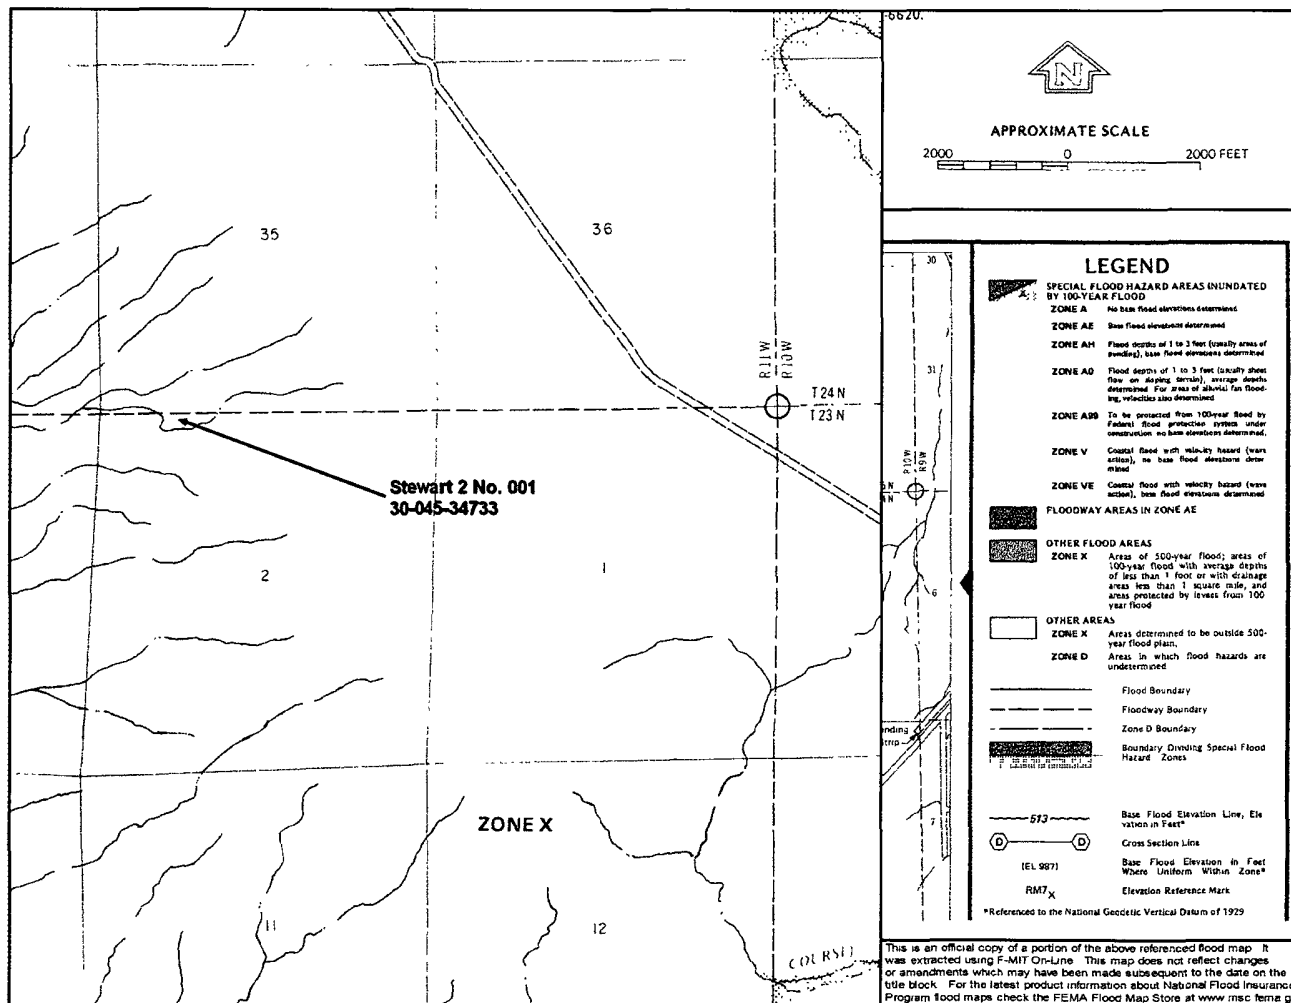 -6620.
N
APPROXIMATE SCALE
2000 0 2000 FEET
35
36
R11W
R10W
T 24 N
T 23 N
Stewart 2 No. 001
30-045-34733
2
1
ZONE X
11
12
COURSE
30
31
R10W
R9W
6
7
LEGEND
SPECIAL FLOOD HAZARD AREAS INUNDATED
BY 100-YEAR FLOOD
ZONE A No base flood elevations determined
ZONE AE Base flood elevations determined
ZONE AH Flood depths of 1 to 3 feet (usually areas of
ponding), base flood elevations determined
ZONE AO Flood depths of 1 to 3 feet (usually sheet
flow on sloping terrain), average depths
determined For areas of alluvial fan flood-
ing, velocities also determined
ZONE A99 To be protected from 100-year flood by
Federal flood protection system under
construction no base elevations determined.
ZONE V Coastal flood with velocity hazard (wave
action), no base flood elevations deter
mined
ZONE VE Coastal flood with velocity hazard (wave
action), base flood elevations determined
FLOODWAY AREAS IN ZONE AE
OTHER FLOOD AREAS
ZONE X Areas of 500-year flood; areas of
100-year flood with average depths
of less than 1 foot or with drainage
areas less than 1 square mile, and
areas protected by levees from 100
year flood
OTHER AREAS
ZONE X Areas determined to be outside 500-
year flood plain.
ZONE D Areas in which flood hazards are
undetermined
Flood Boundary
Floodway Boundary
Zone D Boundary
Boundary Dividing Special Flood
Hazard Zones
513 Base Flood Elevation Line, Ele
vation in Feet*
D D Cross Section Line
(EL 987) Base Flood Elevation in Feet
Where Uniform Within Zone*
RM7X Elevation Reference Mark
*Referenced to the National Geodetic Vertical Datum of 1929
This is an official copy of a portion of the above referenced flood map It
was extracted using F-MIT On-Line This map does not reflect changes
or amendments which may have been made subsequent to the date on the
title block For the latest product information about National Flood Insurance
Program flood maps check the FEMA Flood Map Store at www msc fema g